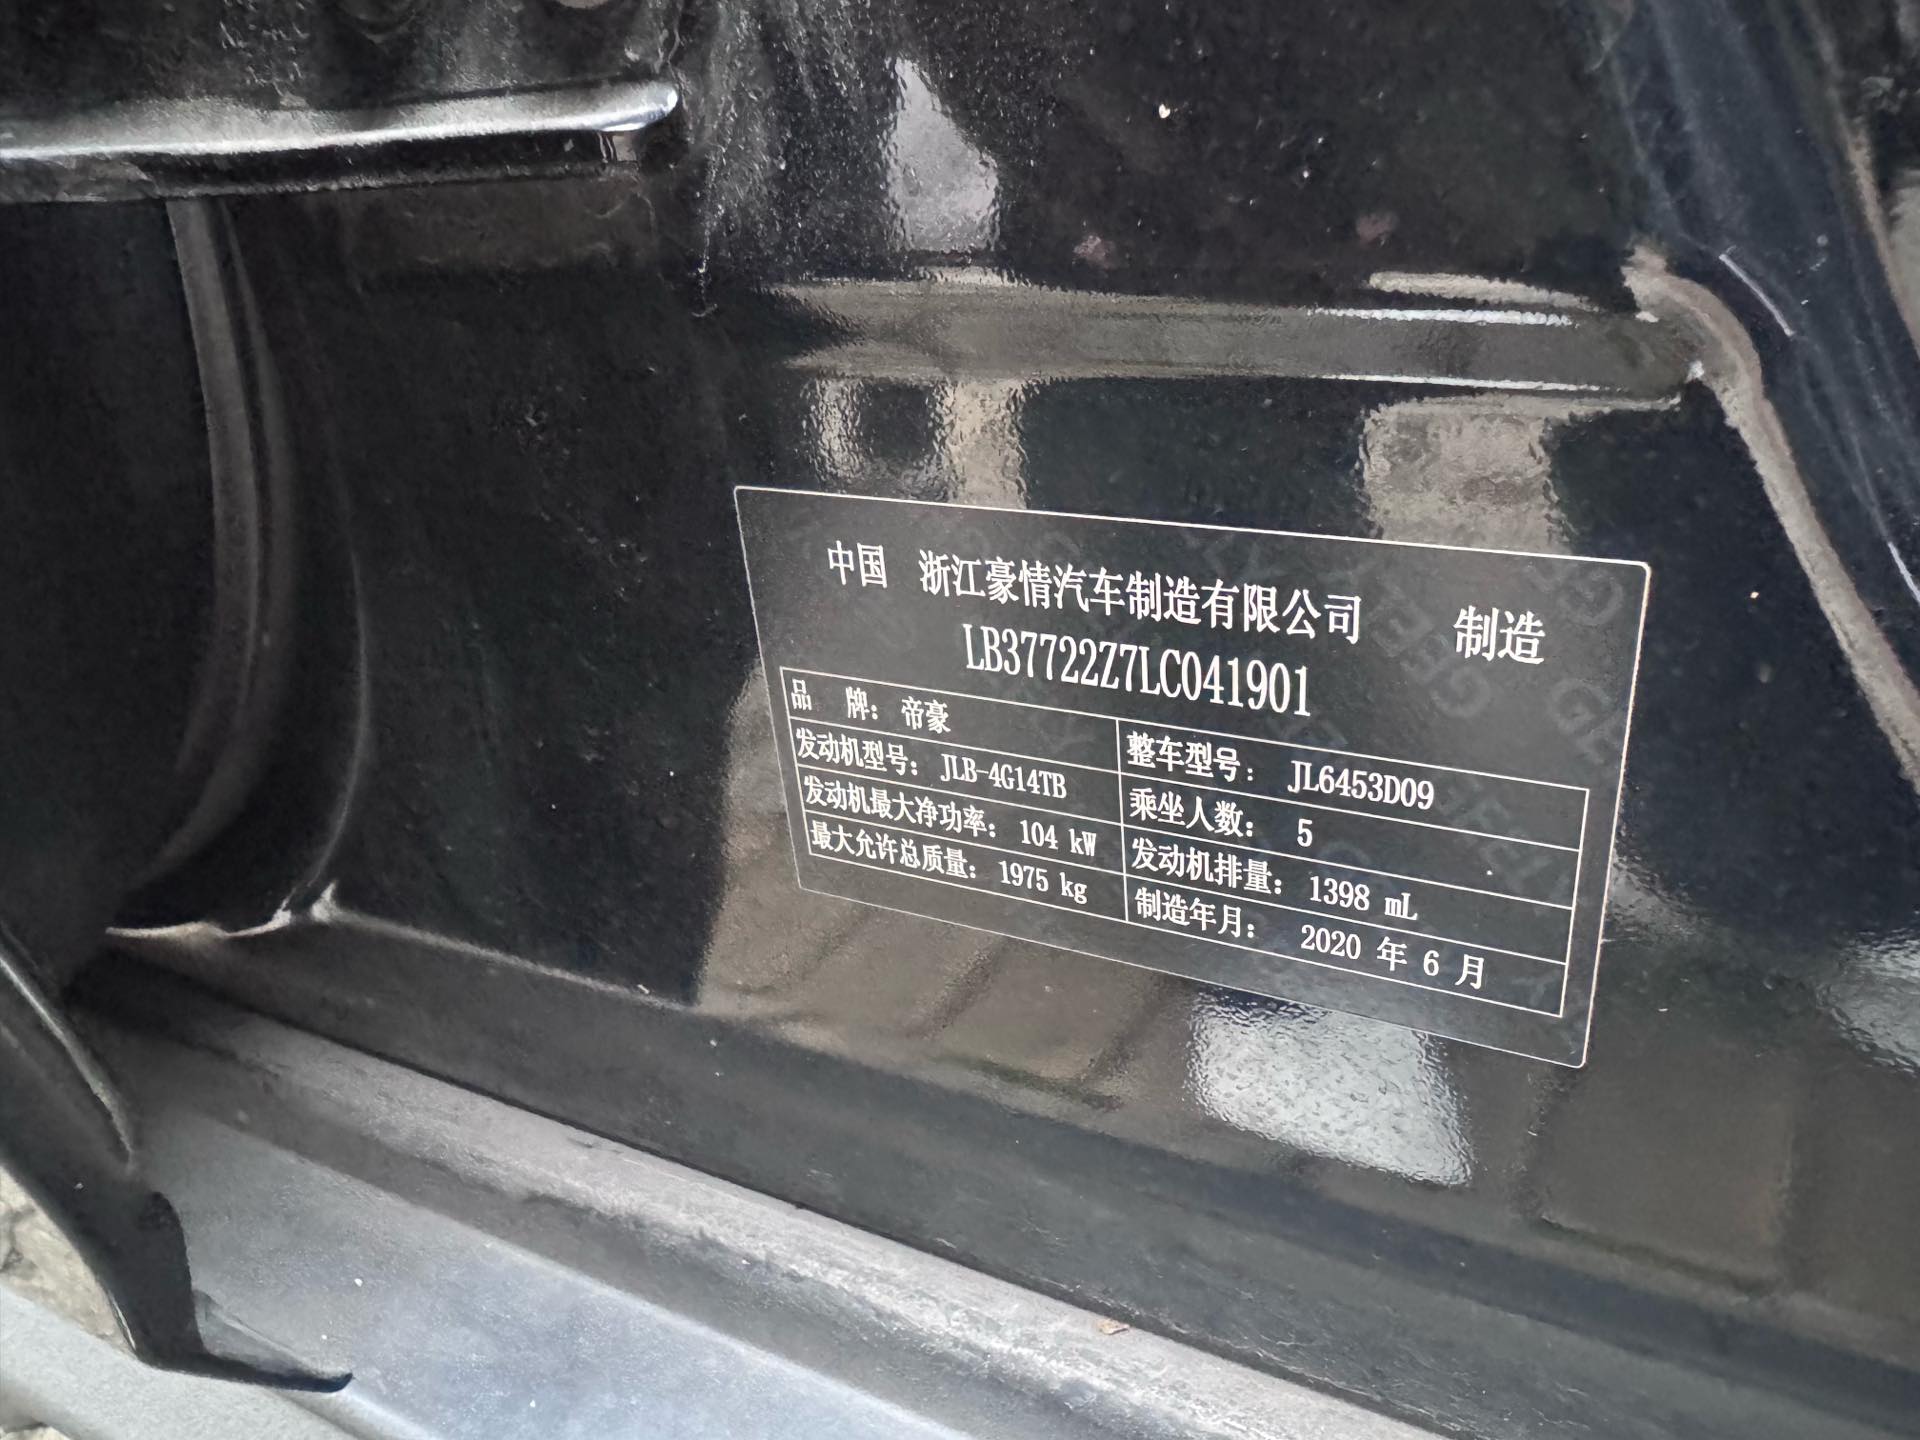 中国 浙江豪情汽车制造有限公司 制造
LB37722Z7LC041901
品 牌：帝豪 整车型号：JL6453D09
发动机型号：JLB-4G14TB 乘坐人数：5
发动机最大净功率：104 kW 发动机排量：1398 mL
最大允许总质量：1975 kg 制造年月：2020 年 6 月